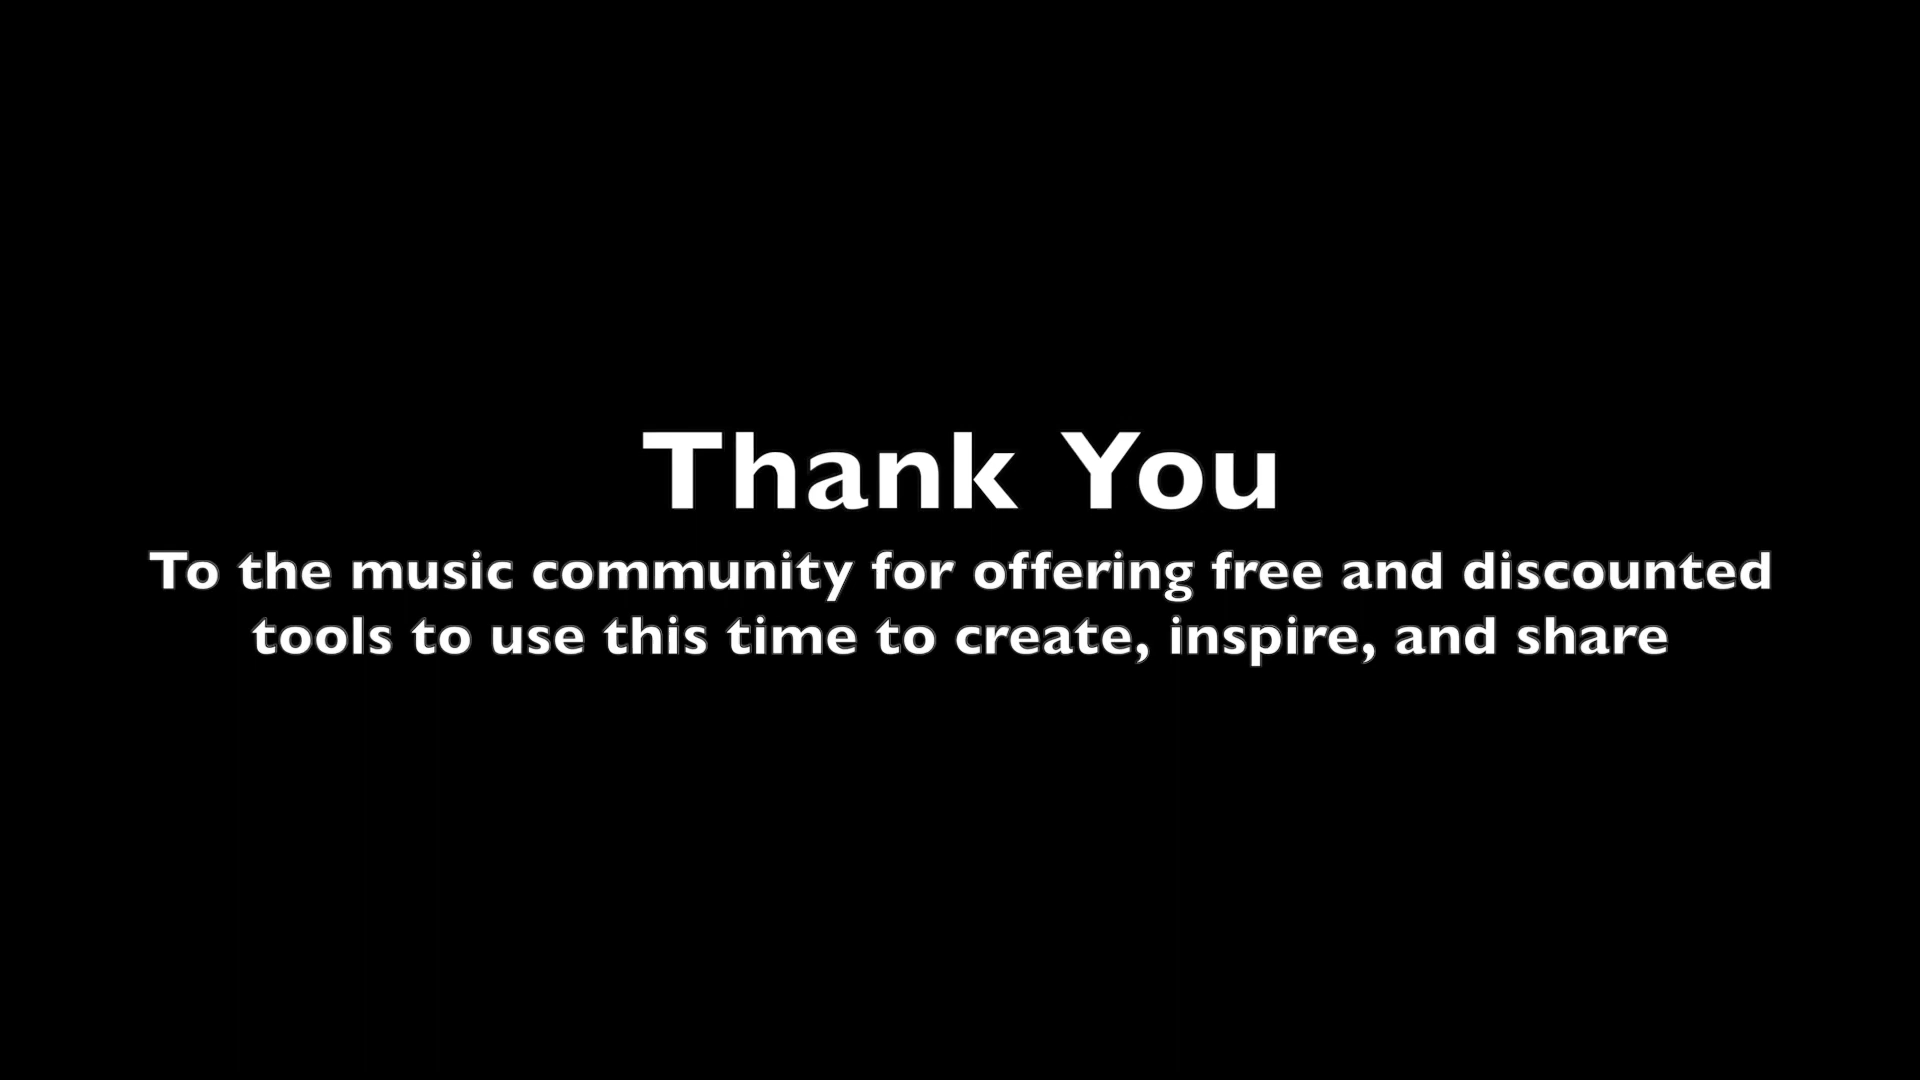 Thank You
To the music community for offering free and discounted
tools to use this time to create, inspire, and share